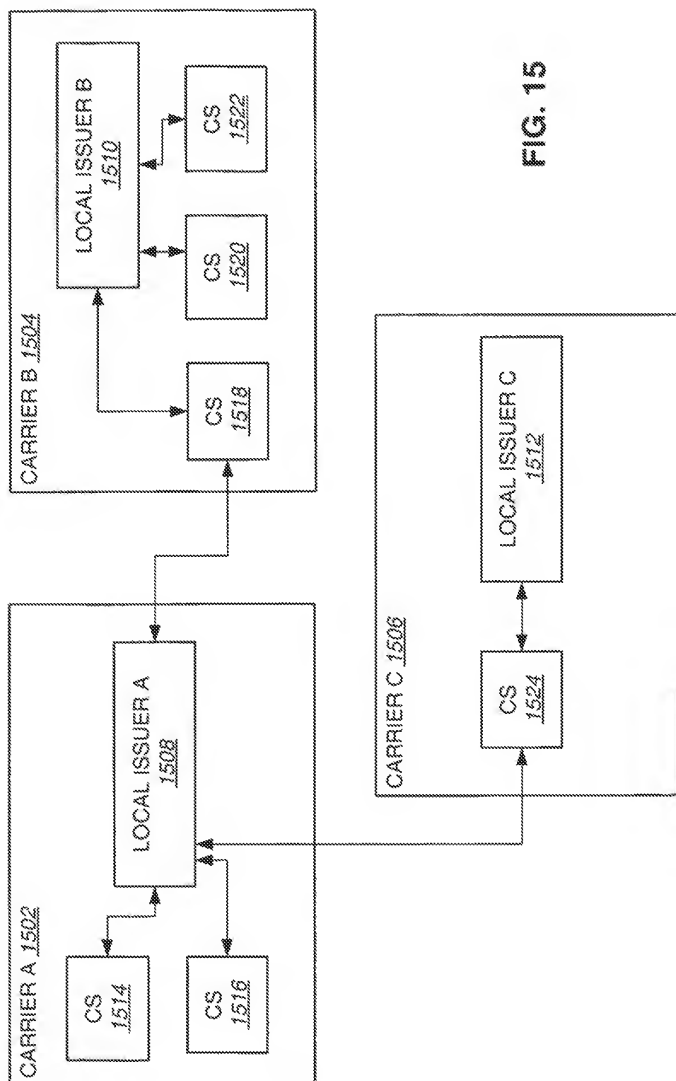 CARRIER A 1502
CS
1514
CS
1516
LOCAL ISSUER A
1508
CARRIER B 1504
LOCAL ISSUER B
1510
CS
1518
CS
1520
CS
1522
CARRIER C 1506
CS
1524
LOCAL ISSUER C
1512
FIG. 15